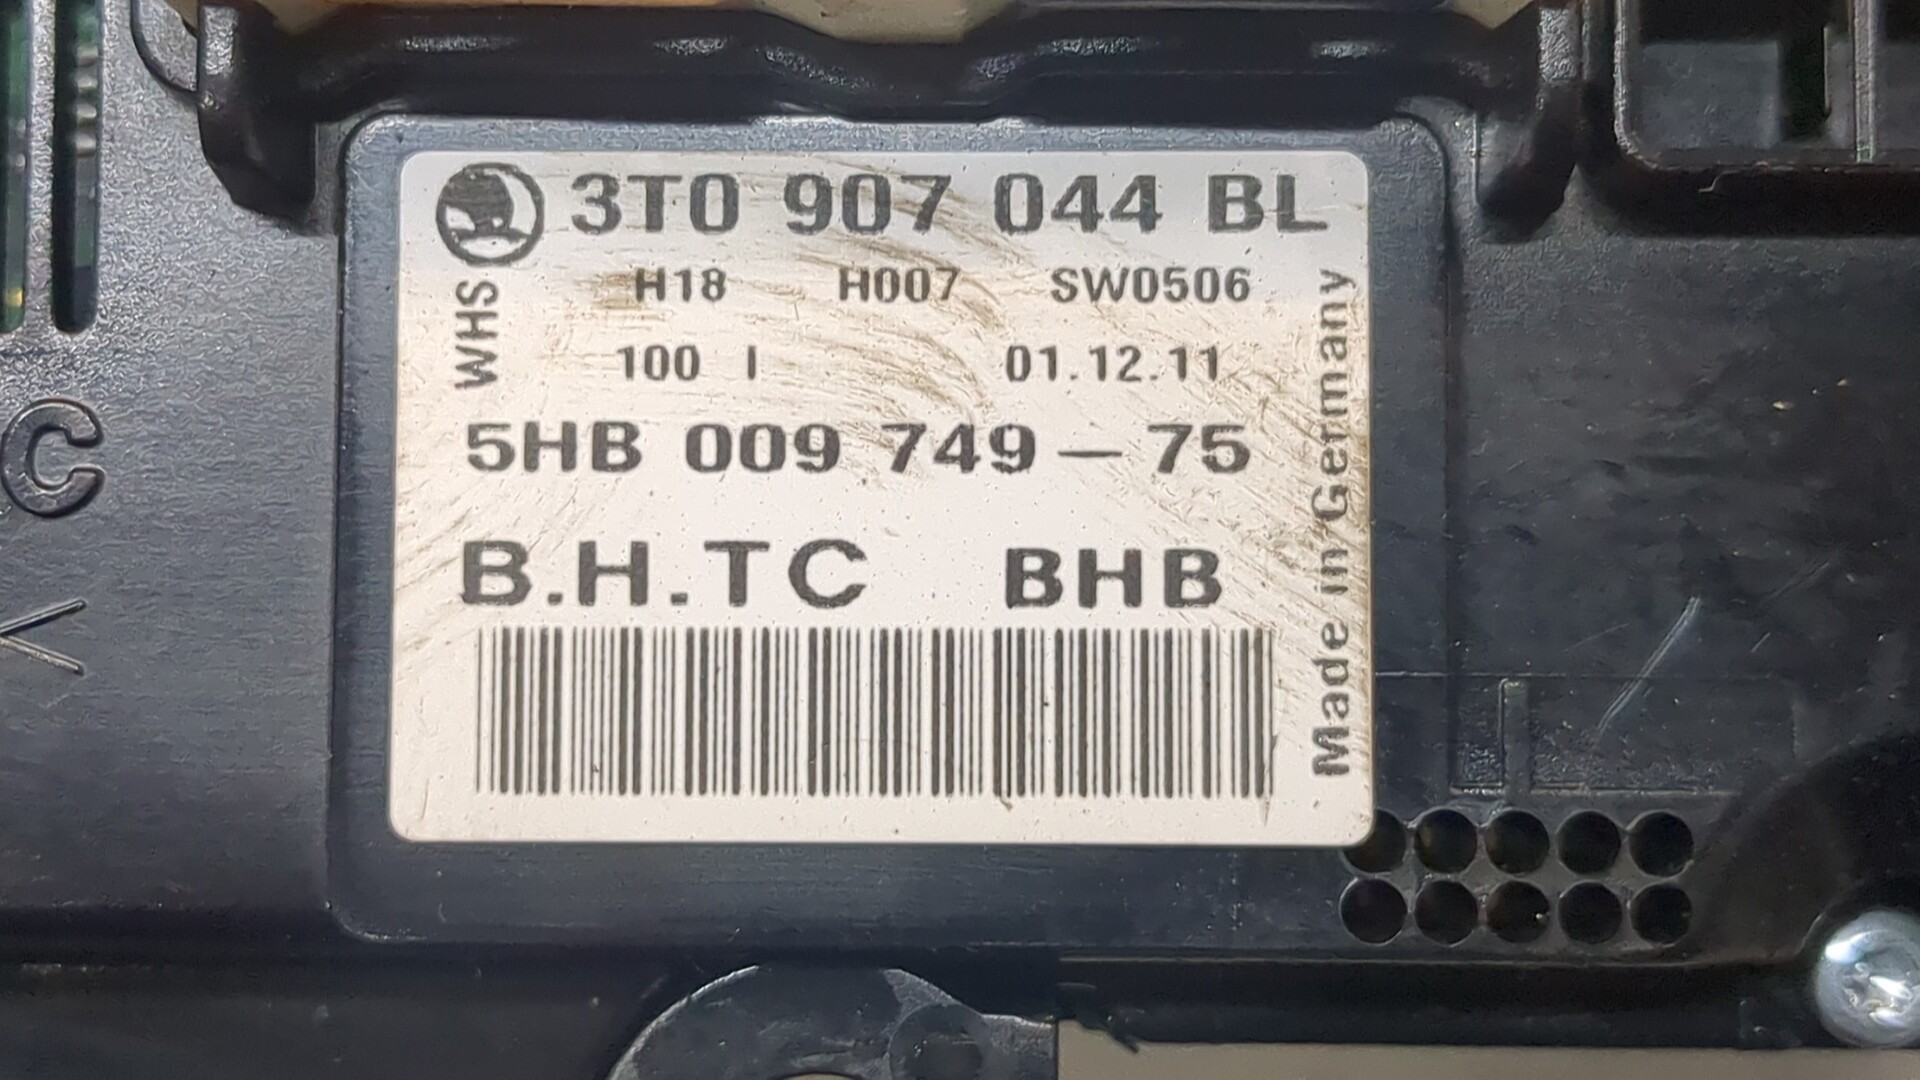 3T0 907 044 BL
H18 H007 SW0506
WHS
100 I 01.12.11
5HB 009 749-75
B.H.TC BHB
Made in Germany
C